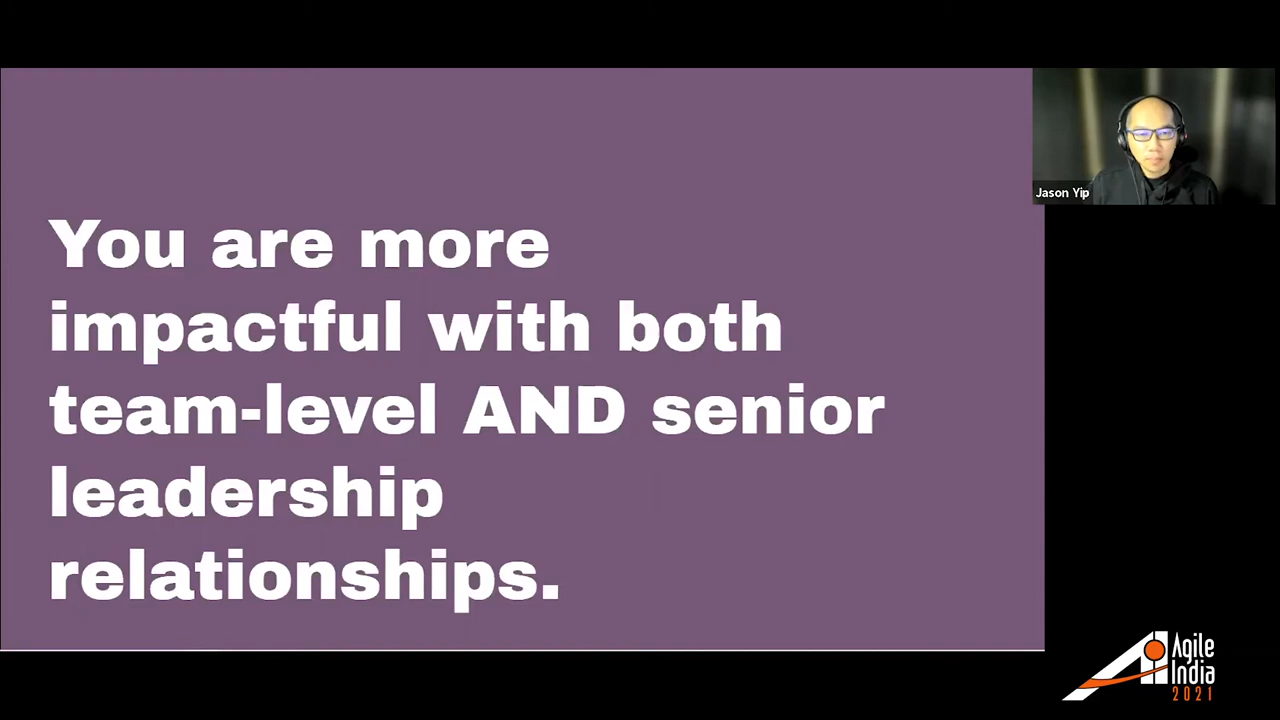 You are more
impactful with both
team-level AND senior
leadership
relationships.
Jason Yip
Agile
India
2021